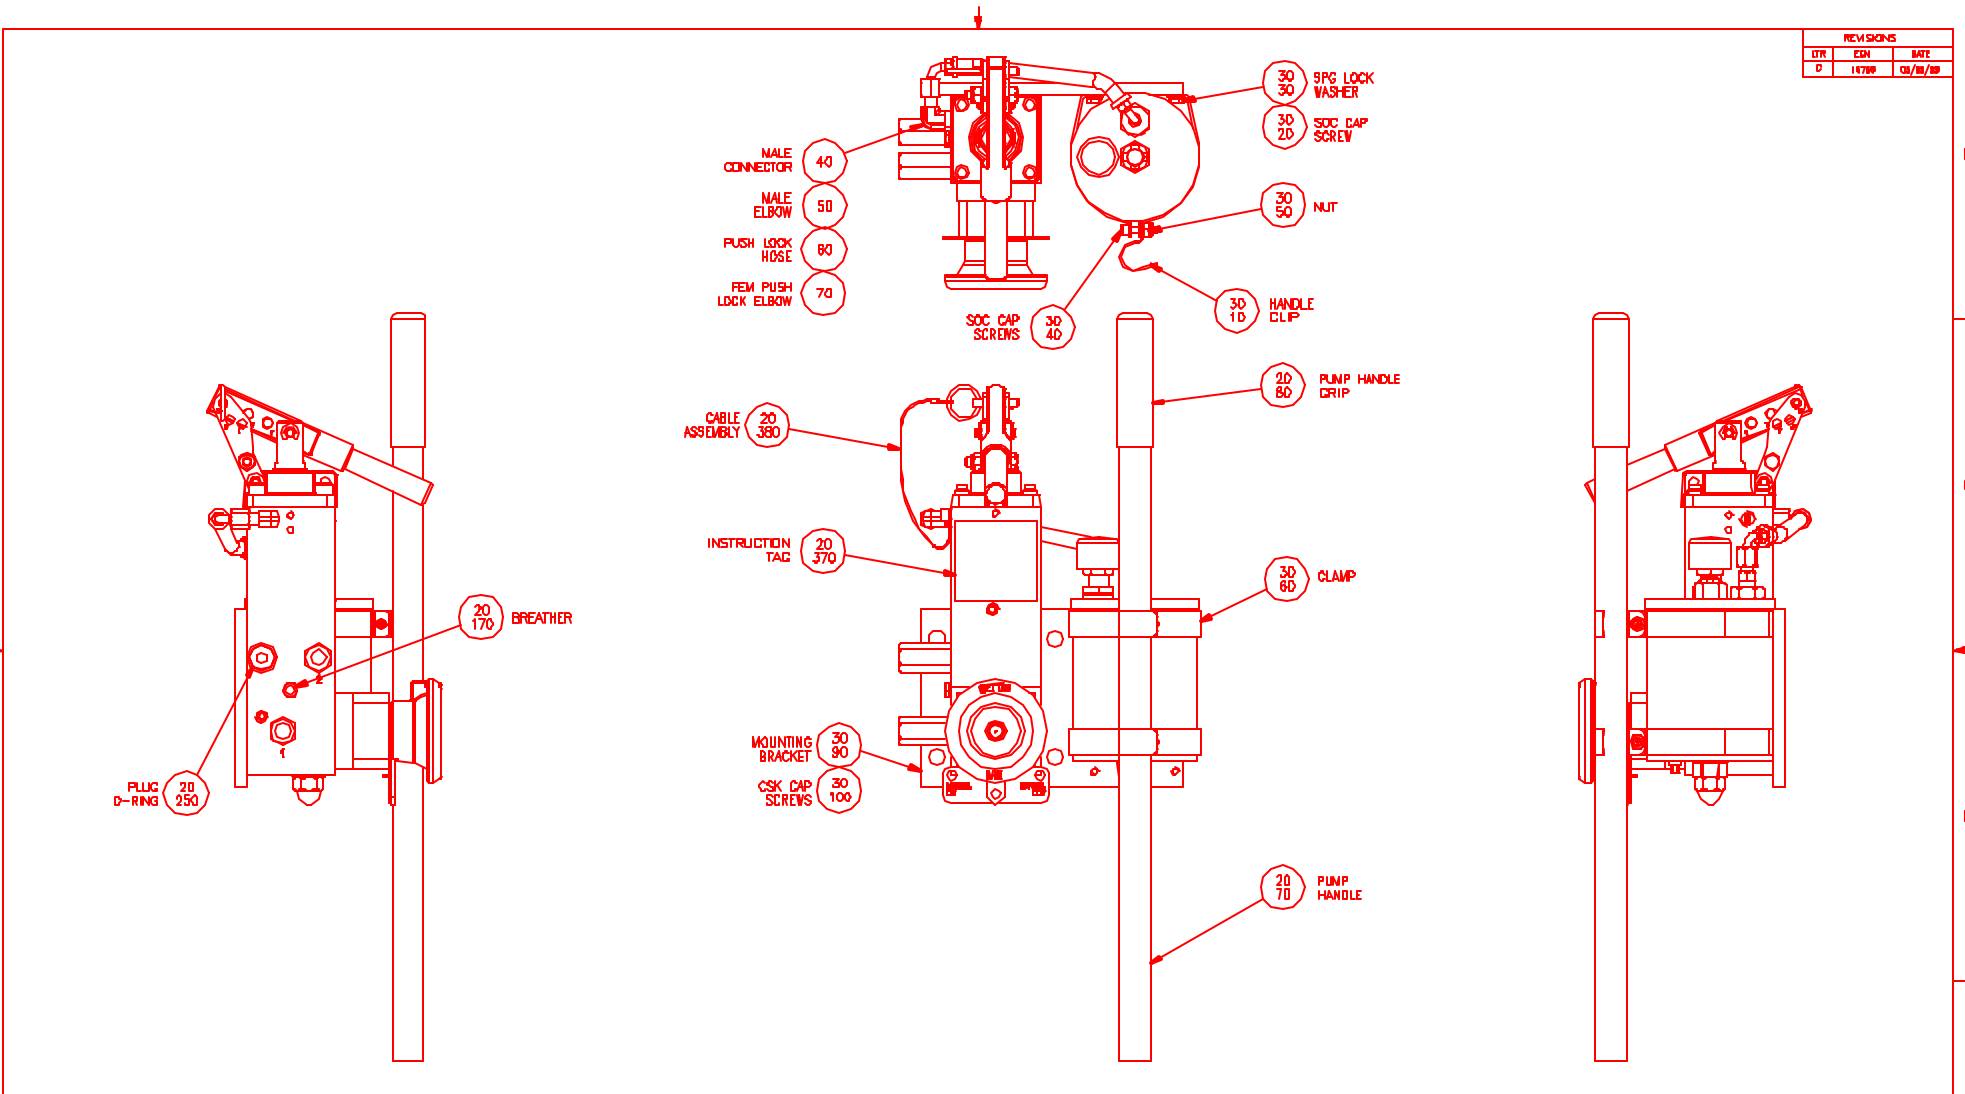 REVISIONS
LTR ECN DATE
30
30
SPG LOCK
WASHER
30
20
SOC CAP
SCREW
MALE
CONNECTOR
40
MALE
ELBOW
50
PUSH LOCK
HOSE
60
FEM PUSH
LOCK ELBOW
70
30
50
NUT
30
10
HANDLE
CLIP
SOC CAP
SCREWS
30
40
20
80
PUMP HANDLE
GRIP
CABLE
ASSEMBLY
20
380
INSTRUCTION
TAG
20
370
30
60
CLAMP
20
170
BREATHER
MOUNTING
BRACKET
30
90
CSK CAP
SCREWS
30
100
PLUG
O-RING
20
250
20
70
PUMP
HANDLE
2
1